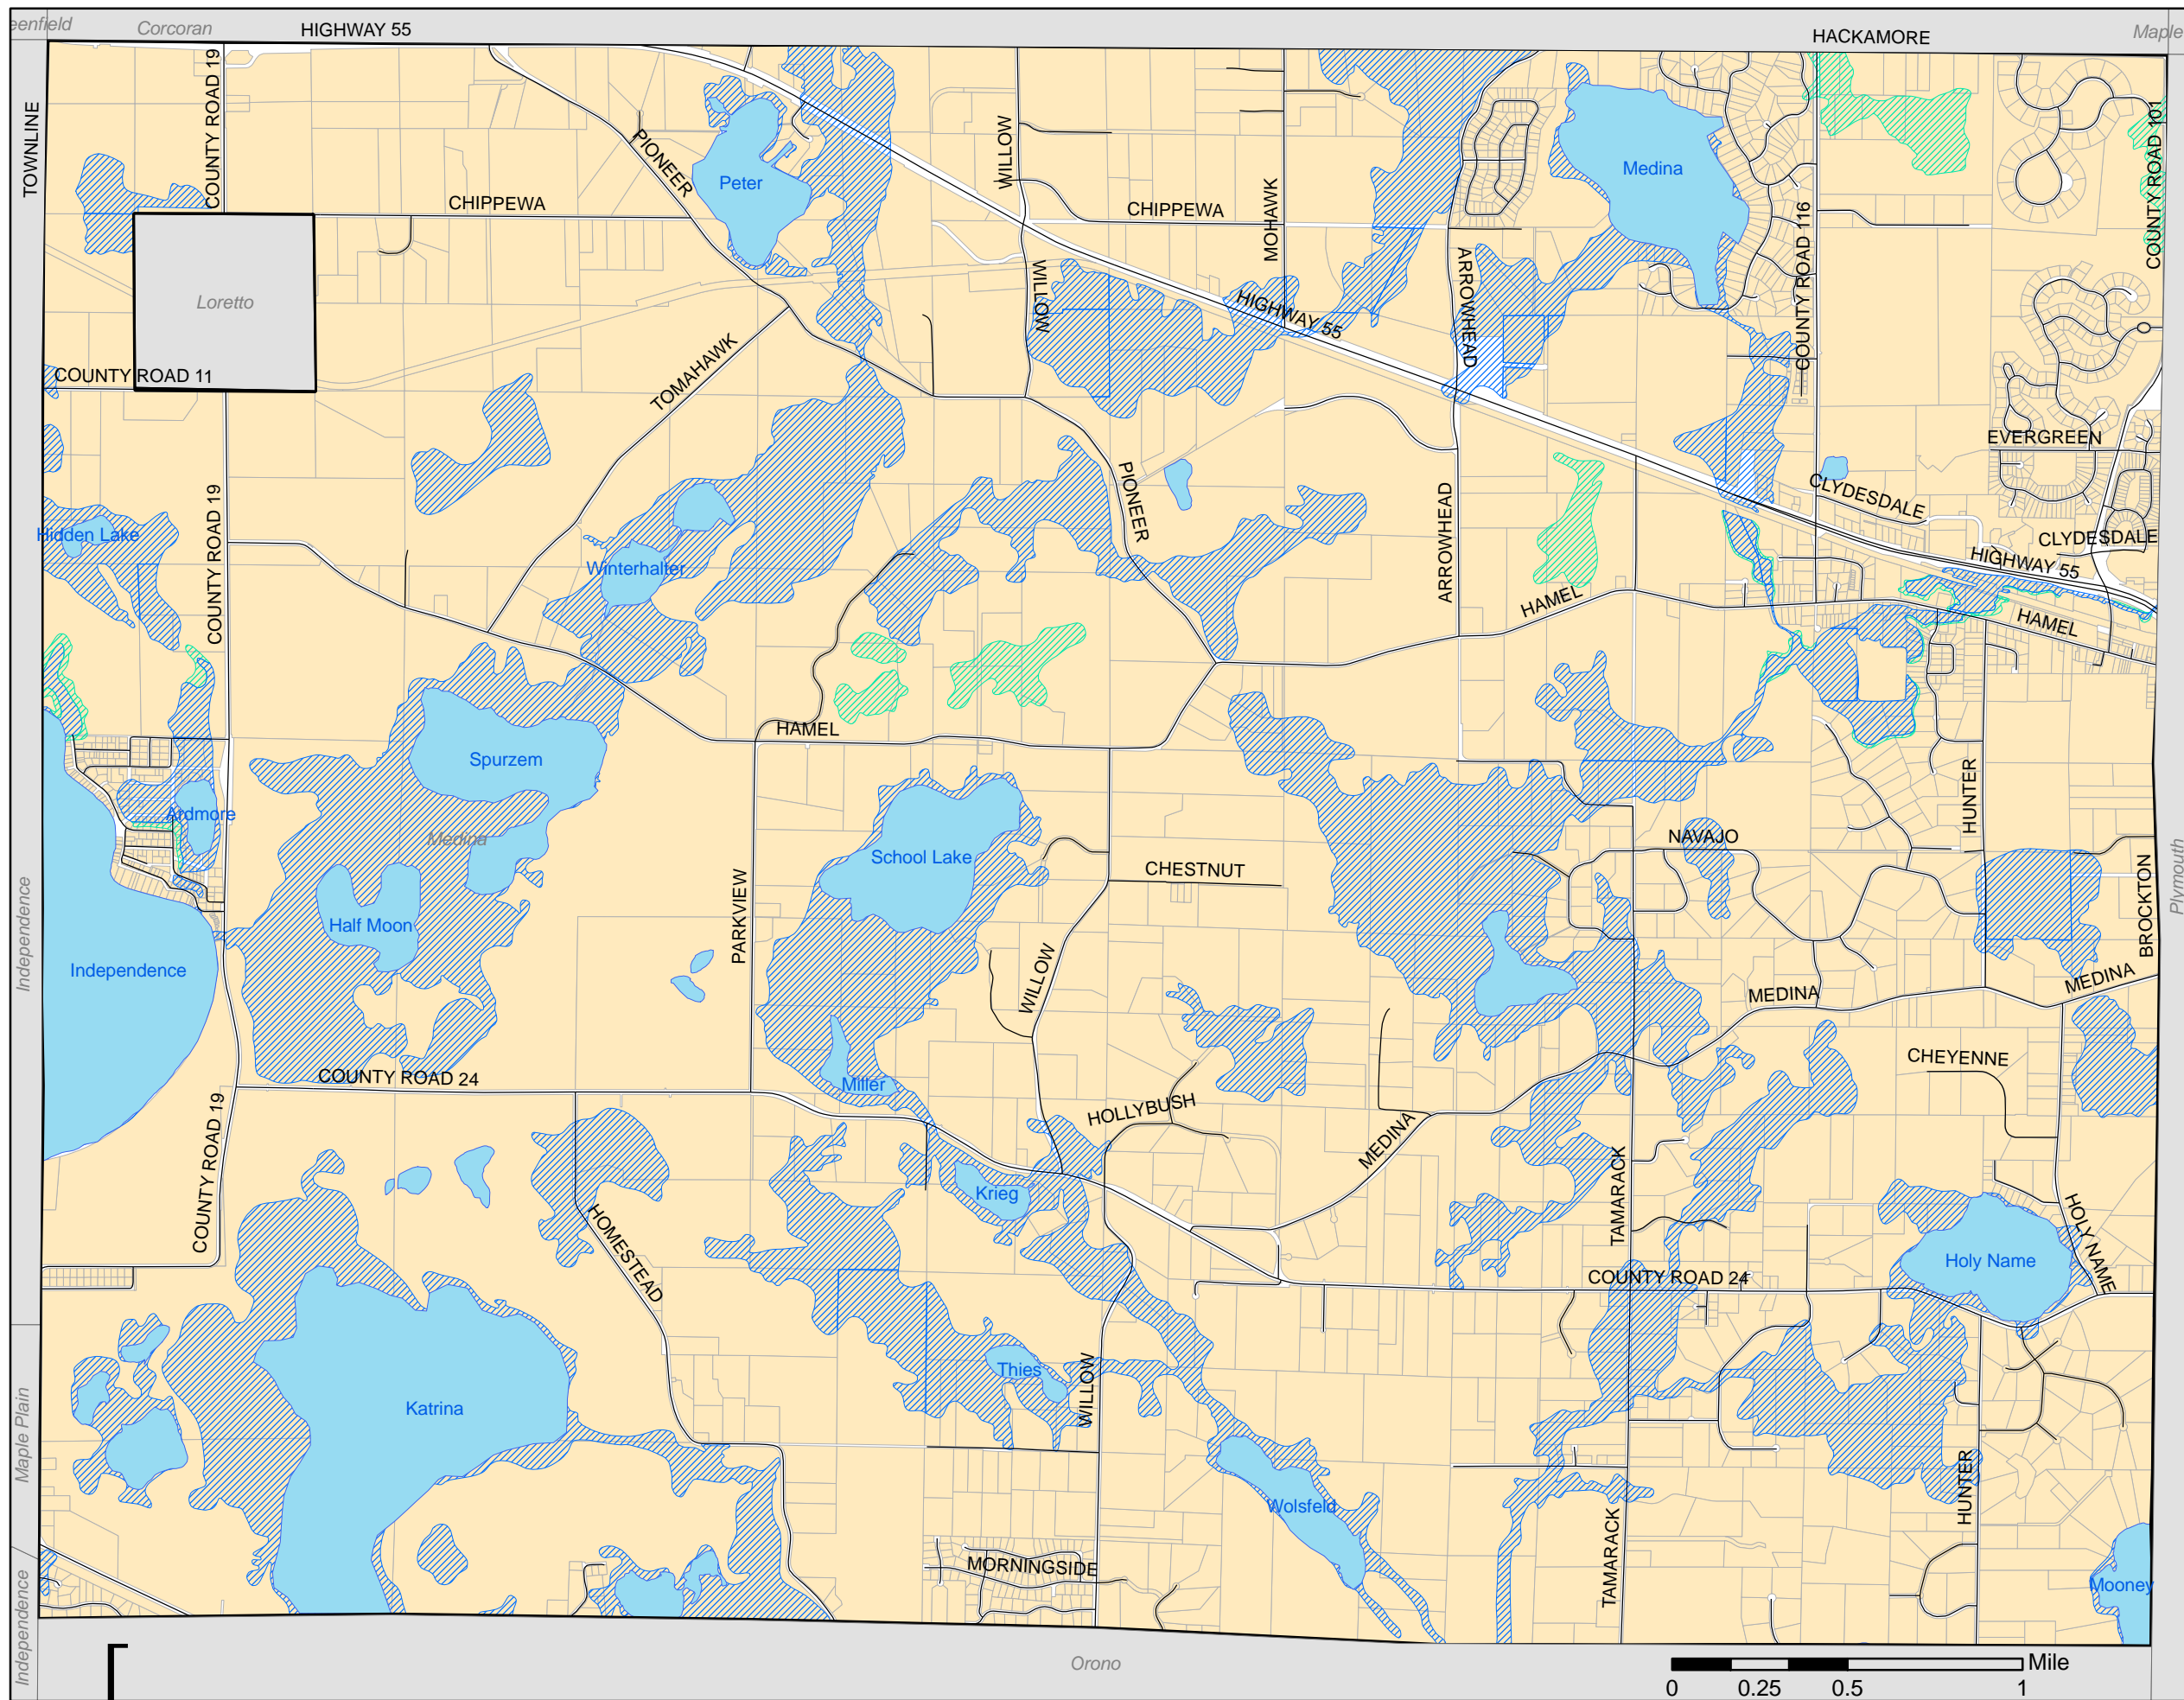 eenfield
Corcoran
HIGHWAY 55
HACKAMORE
Maple
TOWNLINE
COUNTY ROAD 19
PIONEER
Peter
WILLOW
Medina
COUNTY ROAD 101
CHIPPEWA
CHIPPEWA
MOHAWK
COUNTY ROAD 116
Loretto
WILLOW
HIGHWAY 55
ARROWHEAD
COUNTY ROAD 11
TOMAHAWK
EVERGREEN
PIONEER
CLYDESDALE
Hidden Lake
COUNTY ROAD 19
Winterhalter
ARROWHEAD
CLYDESDALE
HIGHWAY 55
HAMEL
HAMEL
HAMEL
Spurzem
HUNTER
Ardmore
Medina
School Lake
CHESTNUT
NAVAJO
Independence
Plymouth
Half Moon
PARKVIEW
BROCKTON
Independence
WILLOW
MEDINA
MEDINA
CHEYENNE
COUNTY ROAD 24
Miller
HOLLYBUSH
MEDINA
COUNTY ROAD 19
Krieg
TAMARACK
HOLY NAME
HOMESTEAD
Holy Name
COUNTY ROAD 24
Thies
WILLOW
Maple Plain
Katrina
Wolsfeld
HUNTER
TAMARACK
MORNINGSIDE
Mooney
Independence
Orono
Mile
0 0.25 0.5 1